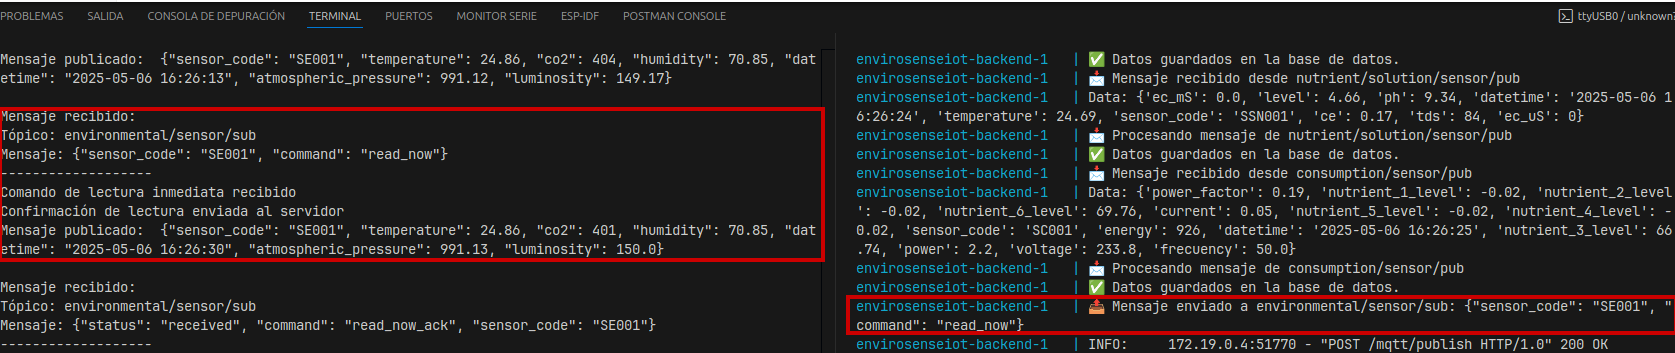 PROBLEMAS SALIDA CONSOLA DE DEPURACIÓN TERMINAL PUERTOS MONITOR SERIE ESP-IDF POSTMAN CONSOLE ttyUSB0 / unknown
Mensaje publicado:  {"sensor_code": "SE001", "temperature": 24.86, "co2": 404, "humidity": 70.85, "dat
etime": "2025-05-06 16:26:13", "atmospheric_pressure": 991.12, "luminosity": 149.17}
Mensaje recibido:
Tópico: environmental/sensor/sub
Mensaje: {"sensor_code": "SE001", "command": "read_now"}
-------------------
Comando de lectura inmediata recibido
Confirmación de lectura enviada al servidor
Mensaje publicado:  {"sensor_code": "SE001", "temperature": 24.86, "co2": 401, "humidity": 70.85, "dat
etime": "2025-05-06 16:26:30", "atmospheric_pressure": 991.13, "luminosity": 150.0}
Mensaje recibido:
Tópico: environmental/sensor/sub
Mensaje: {"status": "received", "command": "read_now_ack", "sensor_code": "SE001"}
-------------------
envirosenseiot-backend-1   | ✅ Datos guardados en la base de datos.
envirosenseiot-backend-1   | 📩 Mensaje recibido desde nutrient/solution/sensor/pub
envirosenseiot-backend-1   | Data: {'ec_mS': 0.0, 'level': 4.66, 'ph': 9.34, 'datetime': '2025-05-06 1
6:26:24', 'temperature': 24.69, 'sensor_code': 'SSN001', 'ce': 0.17, 'tds': 84, 'ec_uS': 0}
envirosenseiot-backend-1   | 📩 Procesando mensaje de nutrient/solution/sensor/pub
envirosenseiot-backend-1   | ✅ Datos guardados en la base de datos.
envirosenseiot-backend-1   | 📩 Mensaje recibido desde consumption/sensor/pub
envirosenseiot-backend-1   | Data: {'power_factor': 0.19, 'nutrient_1_level': -0.02, 'nutrient_2_level
': -0.02, 'nutrient_6_level': 69.76, 'current': 0.05, 'nutrient_5_level': -0.02, 'nutrient_4_level': -
0.02, 'sensor_code': 'SC001', 'energy': 926, 'datetime': '2025-05-06 16:26:25', 'nutrient_3_level': 66
.74, 'power': 2.2, 'voltage': 233.8, 'frecuency': 50.0}
envirosenseiot-backend-1   | 📩 Procesando mensaje de consumption/sensor/pub
envirosenseiot-backend-1   | ✅ Datos guardados en la base de datos.
envirosenseiot-backend-1   | 📤 Mensaje enviado a environmental/sensor/sub: {"sensor_code": "SE001", "
command": "read_now"}
envirosenseiot-backend-1   | INFO:     172.19.0.4:51770 - "POST /mqtt/publish HTTP/1.0" 200 OK